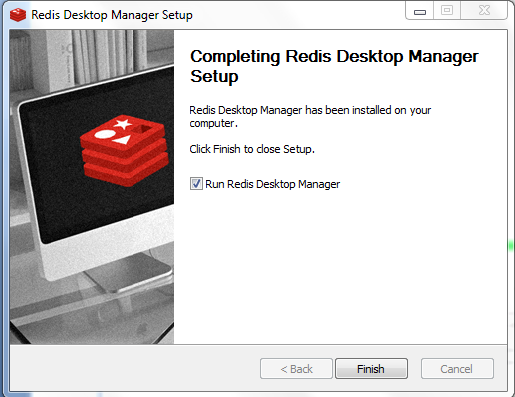 Redis Desktop Manager Setup
Completing Redis Desktop Manager
Setup
Redis Desktop Manager has been installed on your
computer.
Click Finish to close Setup.
Run Redis Desktop Manager
< Back
Finish
Cancel